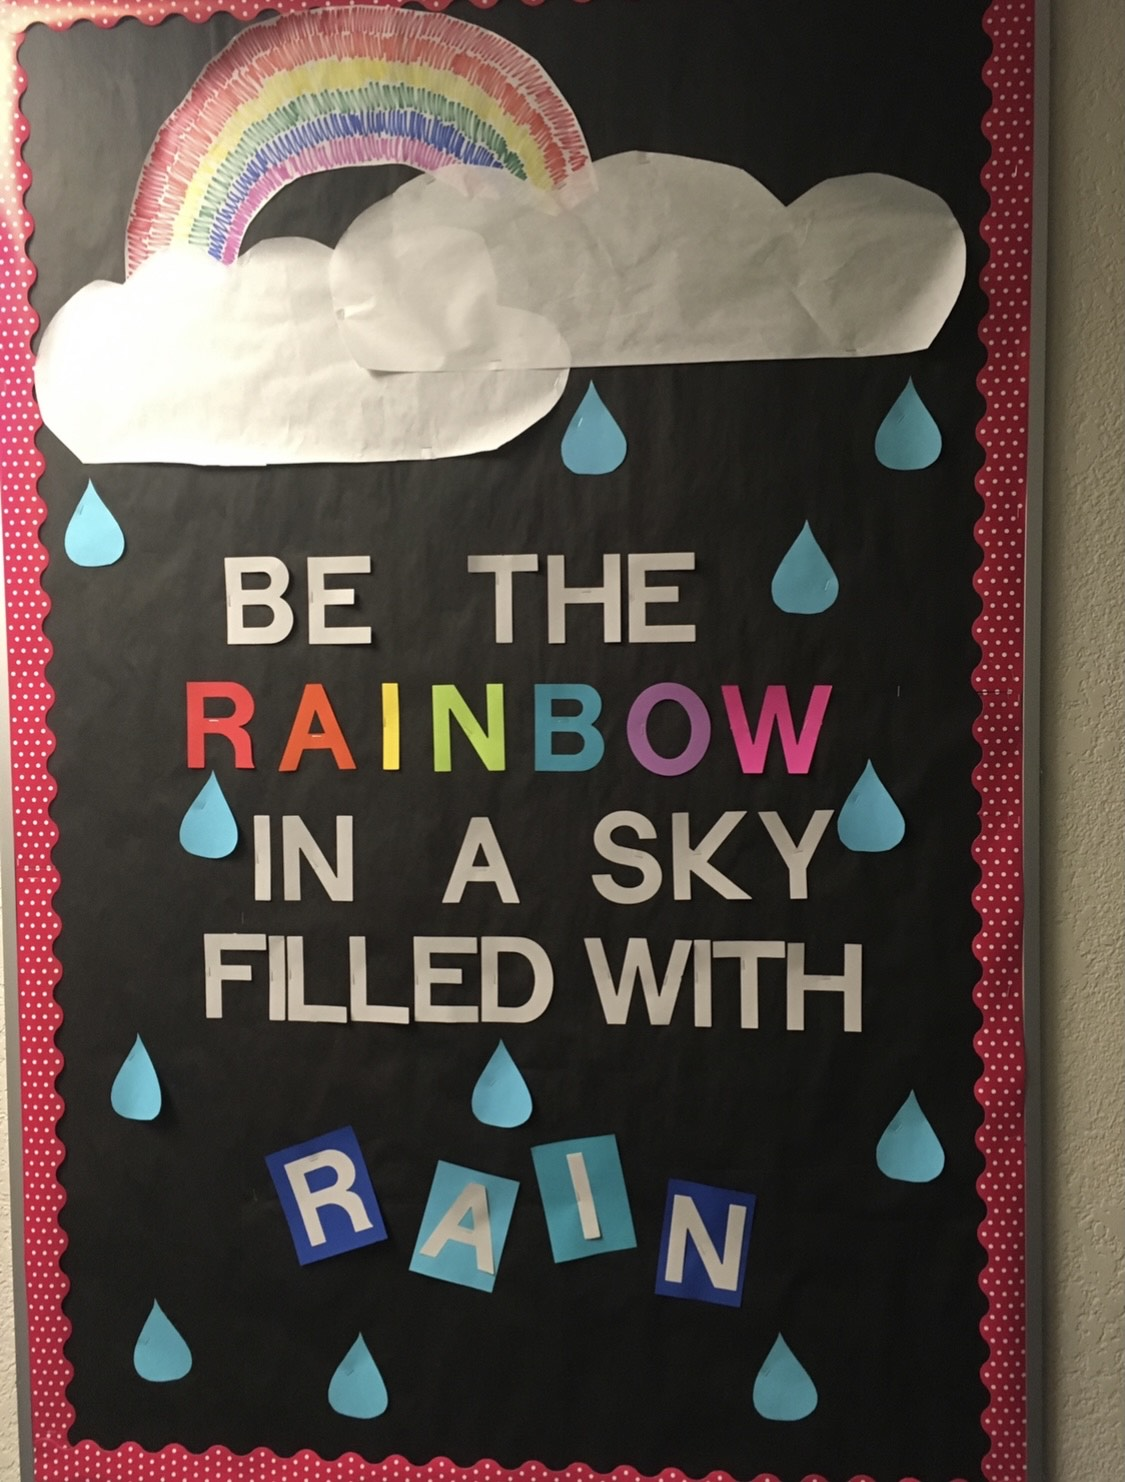 BE THE
RAINBOW
IN A SKY
FILLED WITH
RAIN